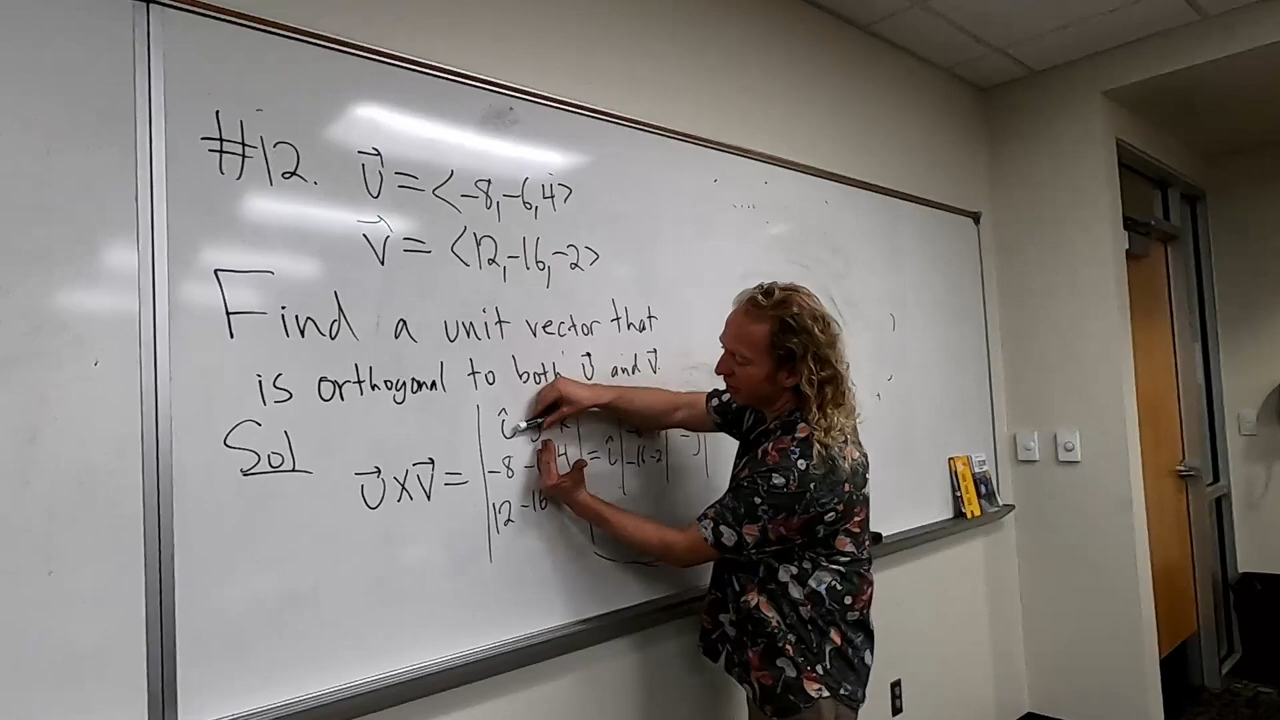 #12. u⃗ = <-8,-6,4>
v⃗ = <12,-16,-2>
Find a unit vector that
is orthogonal to both u⃗ and v⃗.
Sol
u⃗ x v⃗ = | î
-8 4 | = î | -16 -2 | - j |
12 -16